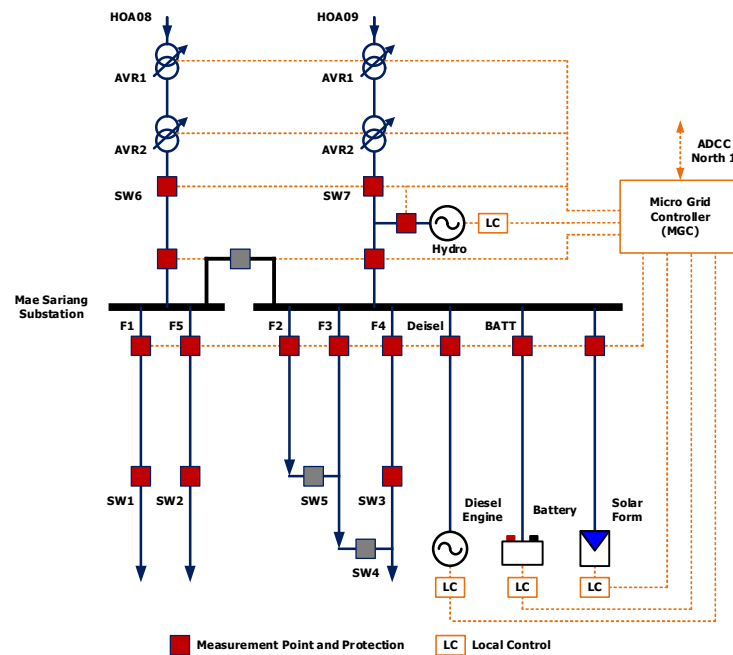 HOA08
HOA09
AVR1
AVR1
AVR2
AVR2
ADCC
North 1
SW6
SW7
Micro Grid
Controller
(MGC)
LC
Hydro
Mae Sariang
Substation
F1
F5
F2
F3
F4
Deisel
BATT
SW1
SW2
SW5
SW3
Diesel
Engine
Battery
Solar
Form
SW4
LC
LC
LC
Measurement Point and Protection
LC
Local Control